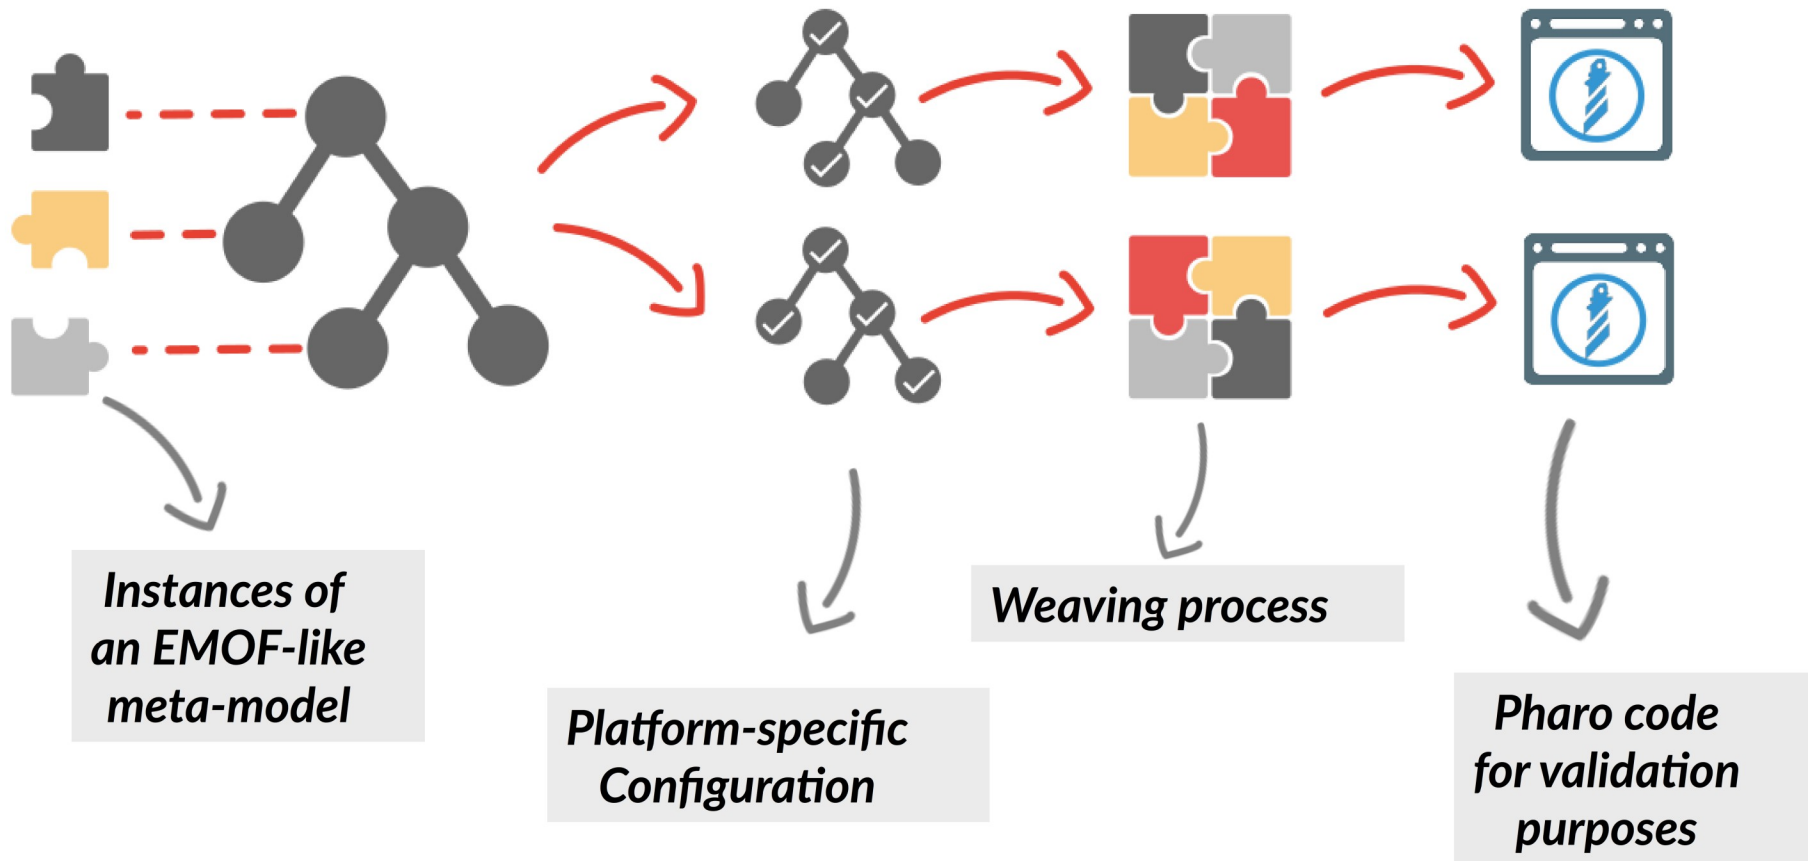 Instances of
an EMOF-like
meta-model
Platform-specific
Configuration
Weaving process
Pharo code
for validation
purposes